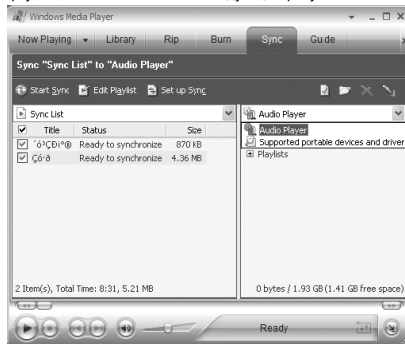 Windows Media Player
Now Playing Library Rip Burn Sync Guide
Sync "Sync List" to "Audio Player"
Start Sync Edit Playlist Set up Sync
Sync List Audio Player
Title Status Size
Ready to synchronize 870 KB
Çó·ð Ready to synchronize 4.36 MB
Audio Player
Supported portable devices and driver
Playlists
2 Item(s), Total Time: 8:31, 5.21 MB
0 bytes / 1.93 GB (1.41 GB free space)
Ready